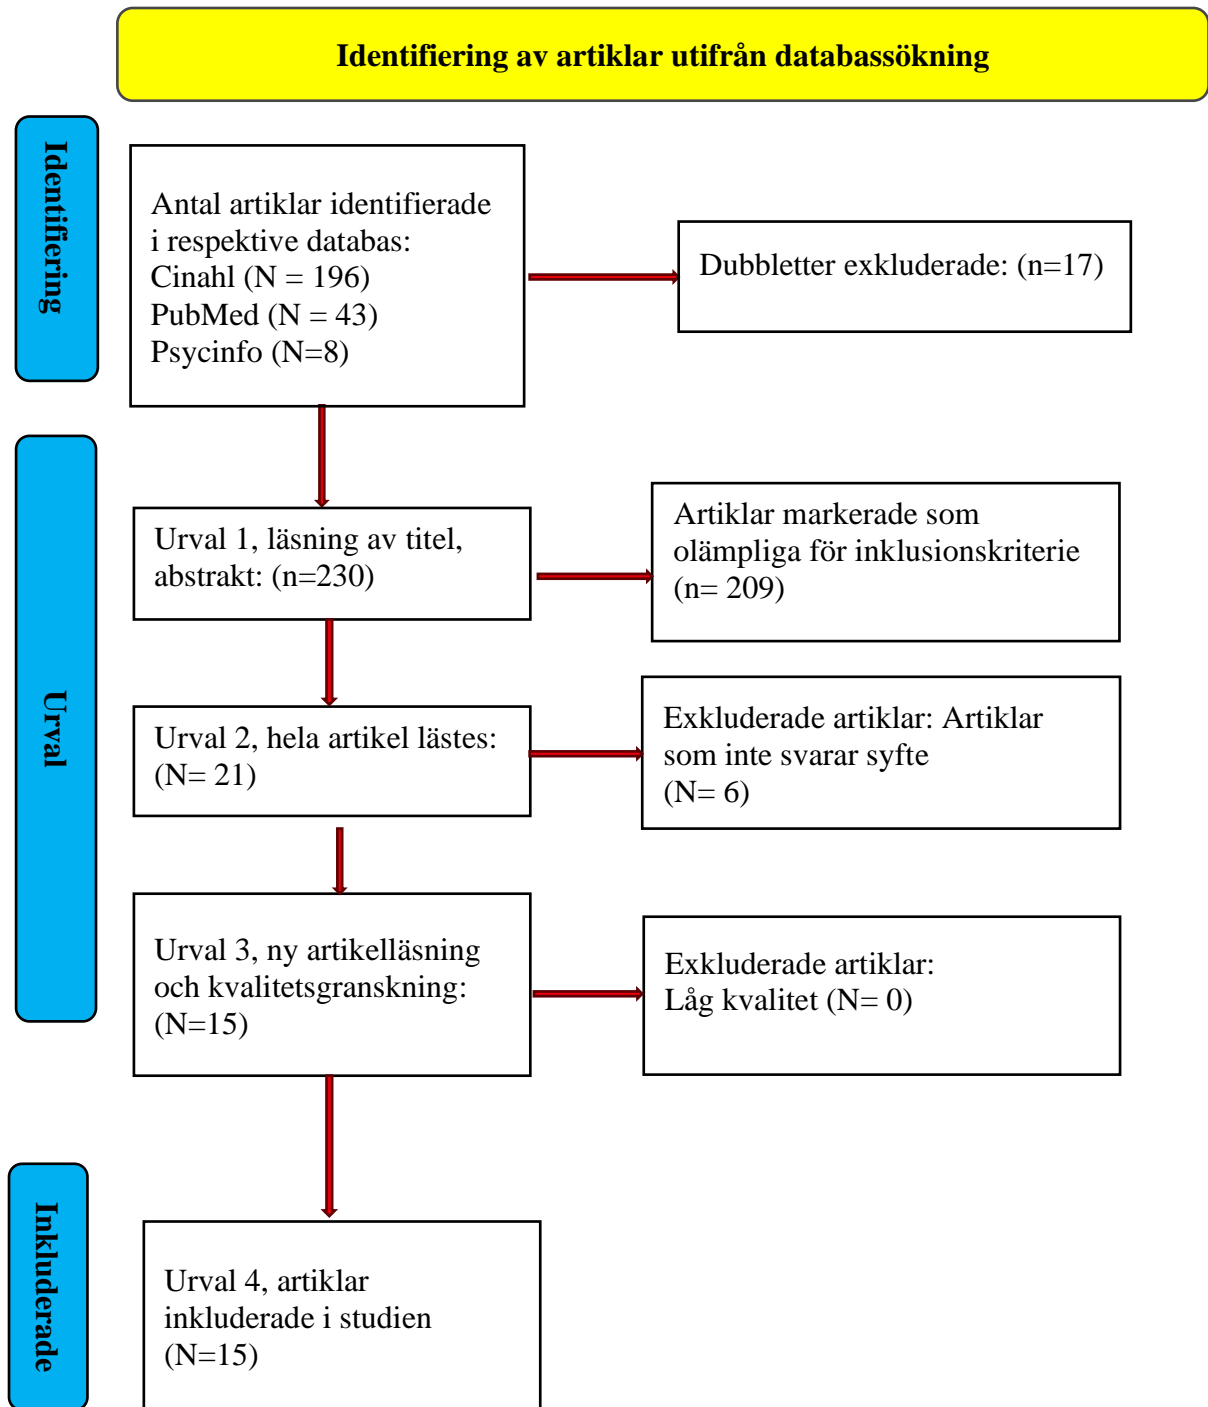 Identifiering av artiklar utifrån databassökning
Identifiering
Antal artiklar identifierade
i respektive databas:
Cinahl (N = 196)
PubMed (N = 43)
Psycinfo (N=8)
Dubbletter exkluderade: (n=17)
Urval
Urval 1, läsning av titel,
abstrakt: (n=230)
Artiklar markerade som
olämpliga för inklusionskriterie
(n= 209)
Urval 2, hela artikel lästes:
(N= 21)
Exkluderade artiklar: Artiklar
som inte svarar syfte
(N= 6)
Urval 3, ny artikelläsning
och kvalitetsgranskning:
(N=15)
Exkluderade artiklar:
Låg kvalitet (N= 0)
Inkluderade
Urval 4, artiklar
inkluderade i studien
(N=15)